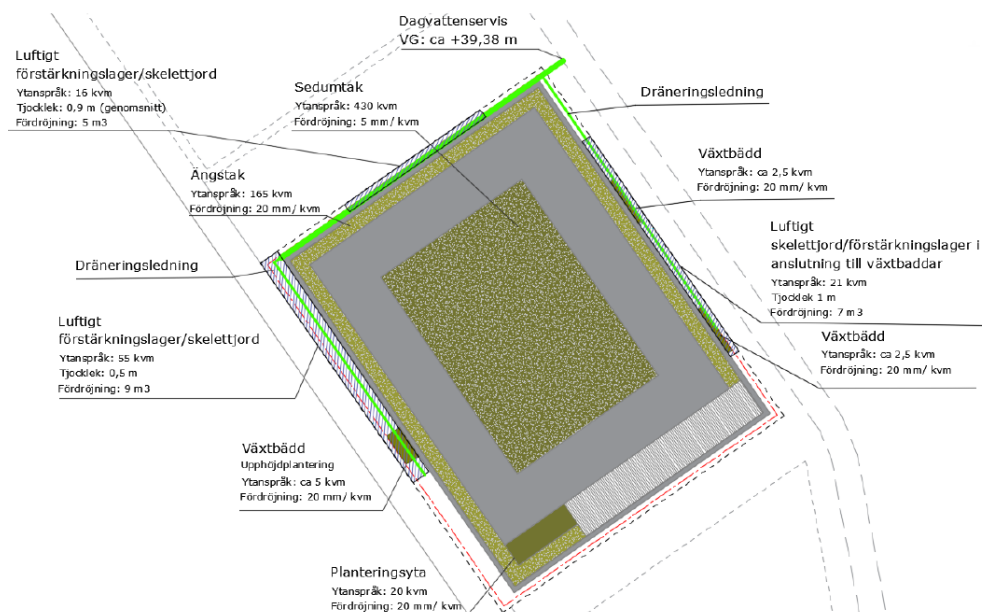 Dagvattenservis
VG: ca +39,38 m
Luftigt
förstärkningslager/skelettjord
Ytanspråk: 16 kvm
Tjocklek: 0,9 m (genomsnitt)
Fördröjning: 5 m3
Sedumtak
Ytanspråk: 430 kvm
Fördröjning: 5 mm/ kvm
Dräneringsledning
Växtbädd
Ytanspråk: ca 2,5 kvm
Fördröjning: 20 mm/ kvm
Ängstak
Ytanspråk: 165 kvm
Fördröjning: 20 mm/ kvm
Luftigt
skelettjord/förstärkningslager i
anslutning till växtbaddar
Ytanspråk: 21 kvm
Tjocklek 1 m
Fördröjning: 7 m3
Dräneringsledning
Luftigt
förstärkningslager/skelettjord
Ytanspråk: 55 kvm
Tjocklek: 0,5 m
Fördröjning: 9 m3
Växtbädd
Ytanspråk: ca 2,5 kvm
Fördröjning: 20 mm/ kvm
Växtbädd
Upphöjdplantering
Ytanspråk: ca 5 kvm
Fördröjning: 20 mm/ kvm
Planteringsyta
Ytanspråk: 20 kvm
Fördröjning: 20 mm/ kvm